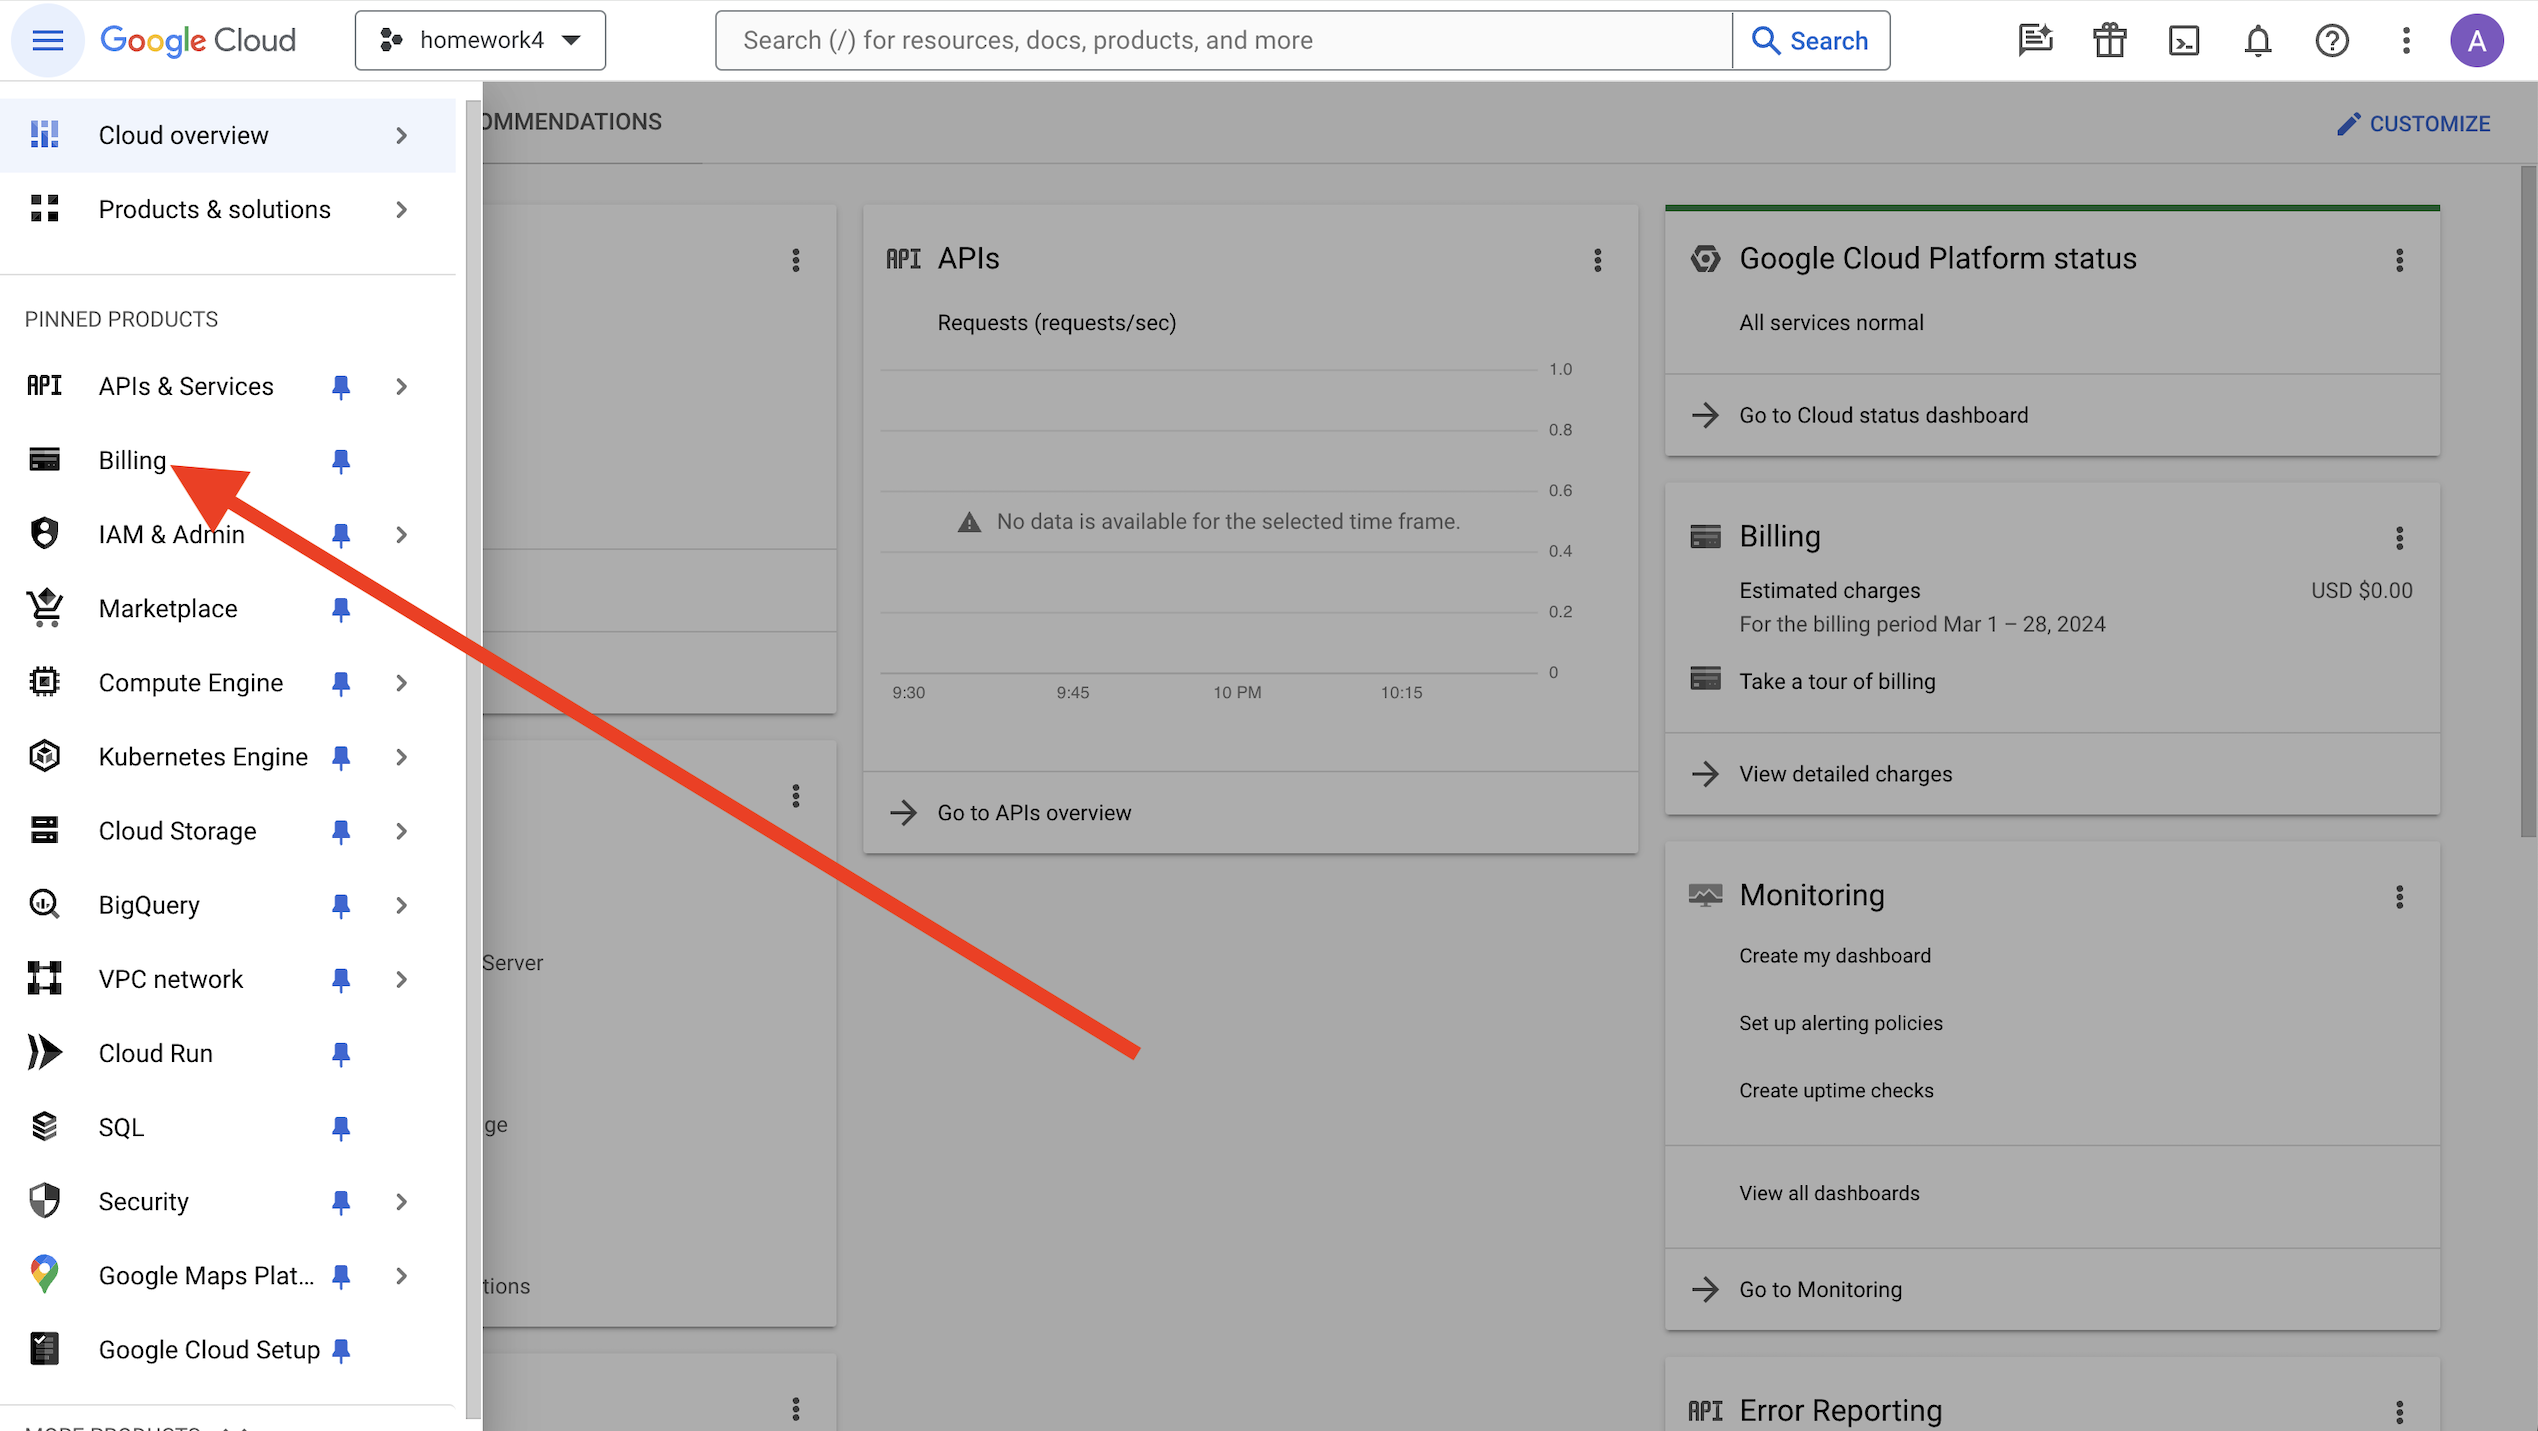 Google Cloud
homework4
Search (/) for resources, docs, products, and more
Search
A
Cloud overview
Products & solutions
PINNED PRODUCTS
API APIs & Services
Billing
IAM & Admin
Marketplace
Compute Engine
Kubernetes Engine
Cloud Storage
BigQuery
VPC network
Cloud Run
SQL
Security
Google Maps Plat...
Google Cloud Setup
MORE PRODUCTS
OMMENDATIONS
CUSTOMIZE
Server
ge
tions
API APIs
Requests (requests/sec)
1.0
0.8
0.6
No data is available for the selected time frame.
0.4
0.2
0
9:30 9:45 10 PM 10:15
Go to APIs overview
Google Cloud Platform status
All services normal
Go to Cloud status dashboard
Billing
Estimated charges USD $0.00
For the billing period Mar 1 – 28, 2024
Take a tour of billing
View detailed charges
Monitoring
Create my dashboard
Set up alerting policies
Create uptime checks
View all dashboards
Go to Monitoring
API Error Reporting